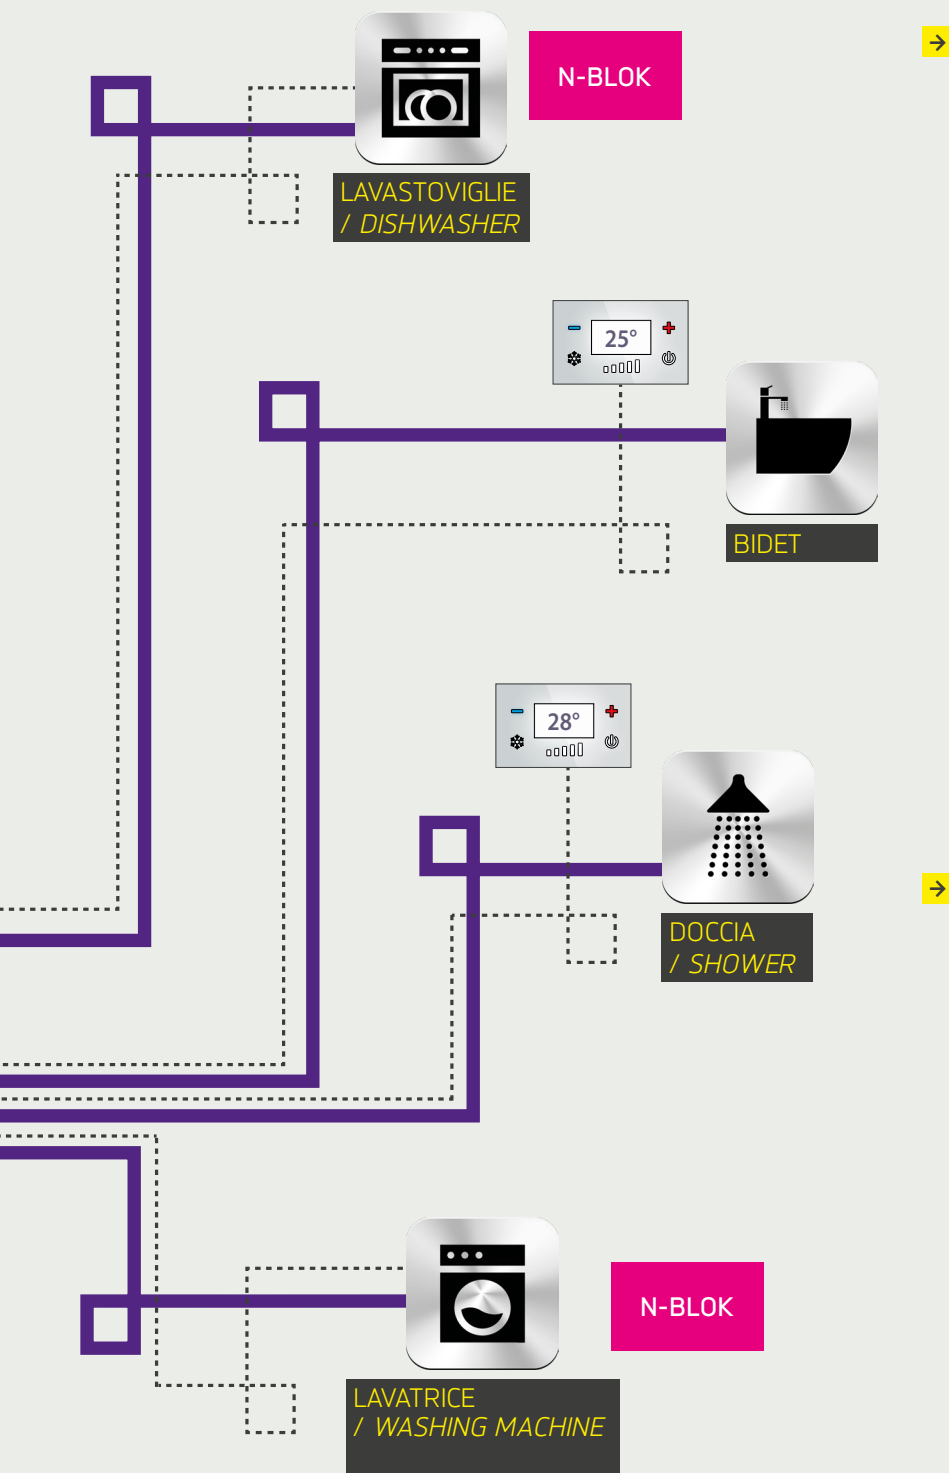 N-BLOK
LAVASTOVIGLIE
/ DISHWASHER
25°
BIDET
28°
DOCCIA
/ SHOWER
N-BLOK
LAVATRICE
/ WASHING MACHINE